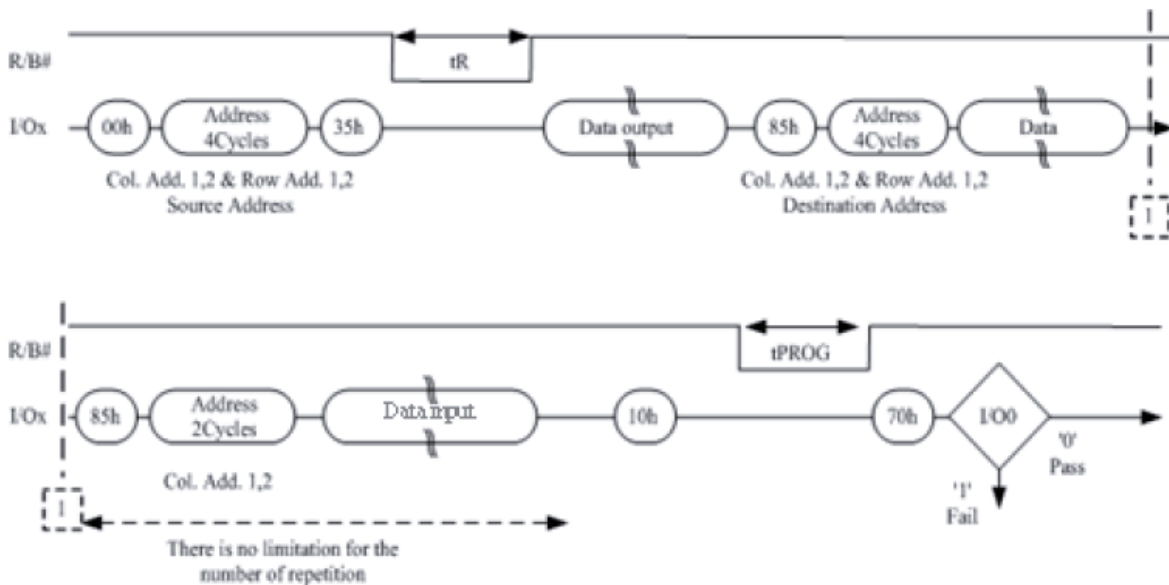 R/B#
tR
I/Ox
00h
Address
4Cycles
35h
Data output
85h
Address
4Cycles
Data
Col. Add. 1,2 & Row Add. 1,2
Source Address
Col. Add. 1,2 & Row Add. 1,2
Destination Address
1
R/B#
tPROG
I/Ox
85h
Address
2Cycles
Data input
10h
70h
I/O0
'0'
Pass
Col. Add. 1,2
'1'
Fail
1
There is no limitation for the
number of repetition